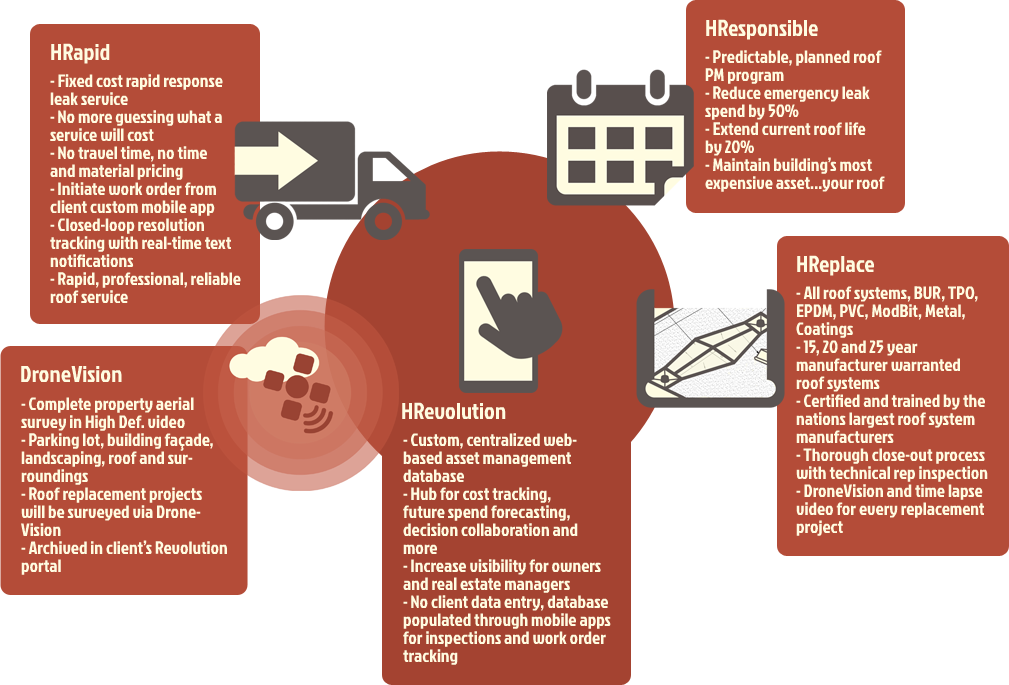 HRapid
- Fixed cost rapid response
leak service
- No more guessing what a
service will cost
- No travel time, no time
and material pricing
- Initiate work order from
client custom mobile app
- Closed-loop resolution
tracking with real-time text
notifications
- Rapid, professional, reliable
roof service
HResponsible
- Predictable, planned roof
PM program
- Reduce emergency leak
spend by 50%
- Extend current roof life
by 20%
- Maintain building's most
expensive asset...your roof
DroneVision
- Complete property aerial
survey in High Def. video
- Parking lot, building façade,
landscaping, roof and sur-
roundings
- Roof replacement projects
will be surveyed via Drone-
Vision
- Archived in client's Revolution
portal
HRevolution
- Custom, centralized web-
based asset management
database
- Hub for cost tracking,
future spend forecasting,
decision collaboration and
more
- Increase visibility for owners
and real estate managers
- No client data entry, database
populated through mobile apps
for inspections and work order
tracking
HReplace
- All roof systems, BUR, TPO,
EPDM, PVC, ModBit, Metal,
Coatings
- 15, 20 and 25 year
manufacturer warranted
roof systems
- Certified and trained by the
nations largest roof system
manufacturers
- Thorough close-out process
with technical rep inspection
- DroneVision and time lapse
video for every replacement
project